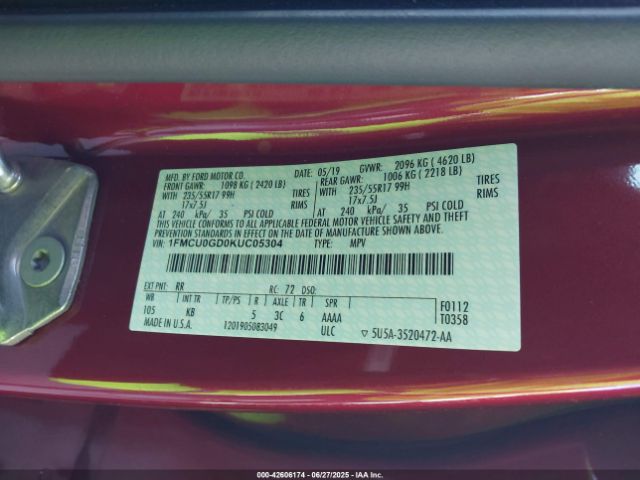 MFD. BY FORD MOTOR CO. DATE: 05/19 GVWR: 2096 KG ( 4620 LB)
FRONT GAWR: 1098 KG ( 2420 LB) REAR GAWR: 1006 KG ( 2218 LB)
WITH 235/55R17 99H TIRES WITH 235/55R17 99H TIRES
17x7.5J RIMS 17x7.5J RIMS
AT 240 kPa/ 35 PSI COLD AT 240 kPa/ 35 PSI COLD
THIS VEHICLE CONFORMS TO ALL APPLICABLE FEDERAL MOTOR VEHICLE SAFETY AND THEFT
PREVENTION STANDARDS IN EFFECT ON THE DATE OF MANUFACTURE SHOWN ABOVE.
VIN: 1FMCU0GD0KUC05304 TYPE: MPV
EXT PNT: RR RC: 72 DSO:
WB INT TR TP/PS R AXLE TR SPR F0112
105 KB 5 3C 6 AAAA T0358
MADE IN U.S.A. 1201905083049 ULC 5U5A-3520472-AA
000-42606174 - 06/27/2025 - IAAI.COM